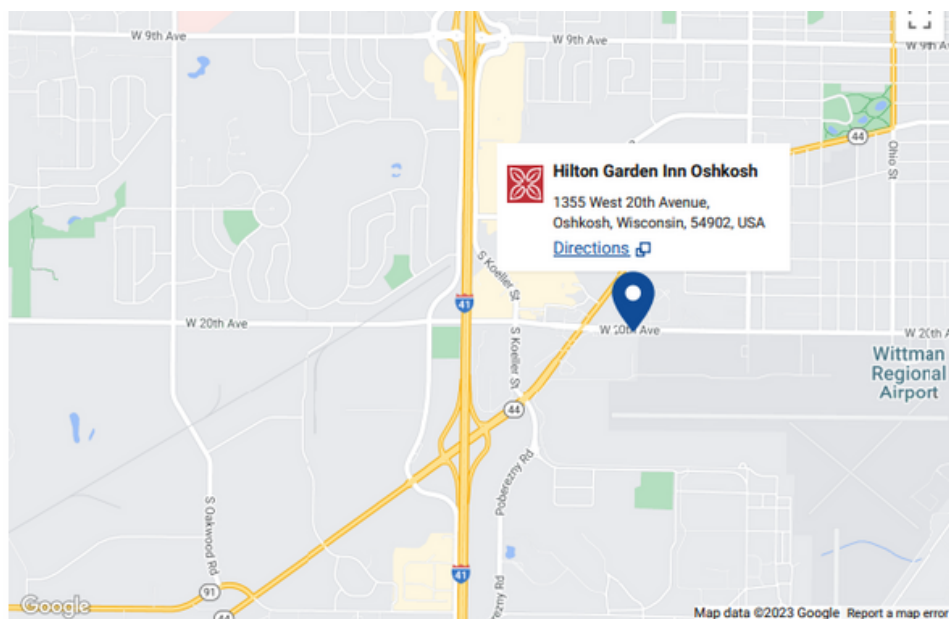 W 9th Ave
W 9th Ave
W 9th A
44
Ohio St
Hilton Garden Inn Oshkosh
1355 West 20th Avenue,
Oshkosh, Wisconsin, 54902, USA
Directions
S Koeller St
41
W 20th Ave
W 20th Ave
W 20th A
S Koeller St
Wittman
Regional
Airport
44
Poberezny Rd
S Oakwood Rd
41
Poberezny Rd
91
44
Google
Map data ©2023 Google
Report a map error